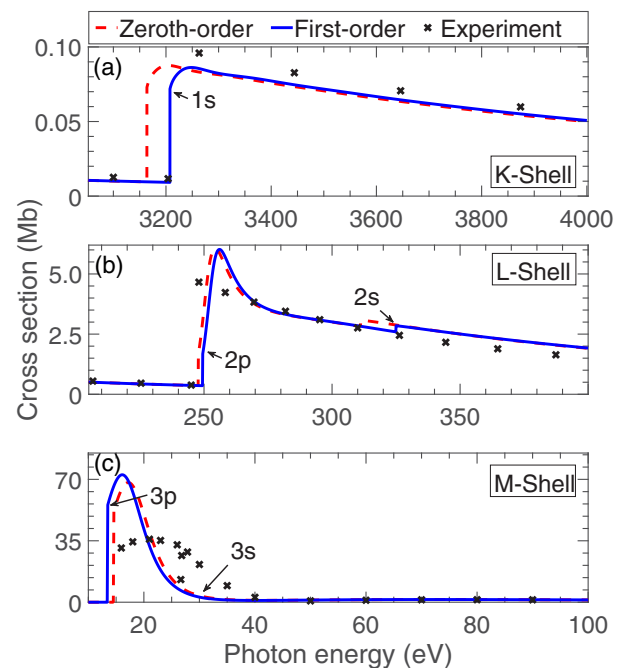 Zeroth-order First-order Experiment
(a)
0.10
0.05
0
1s
K-Shell
3200 3400 3600 3800 4000
Cross section (Mb)
(b)
5.0
2.5
0
2p
2s
L-Shell
250 300 350
(c)
70
35
0
3p
3s
M-Shell
20 40 60 80 100
Photon energy (eV)